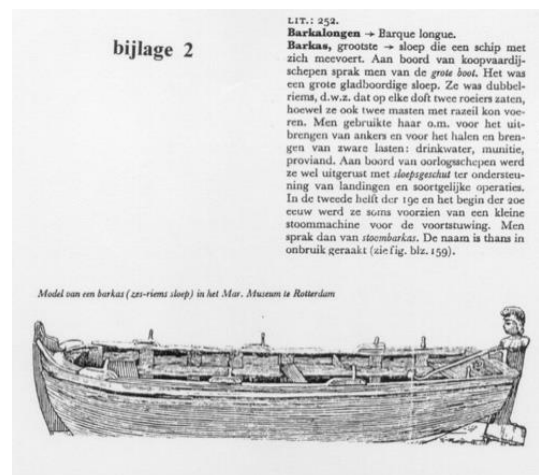 bijlage 2
LIT.: 252.
Barkalongen → Barque longue.
Barkas, grootste → sloep die een schip met
zich meevoert. Aan boord van koopvaardij-
schepen sprak men van de grote boot. Het was
een grote gladboordige sloep. Ze was dubbel-
riems, d.w.z. dat op elke doft twee roeiers zaten,
hoewel ze ook twee masten met razeil kon voe-
ren. Men gebruikte haar o.m. voor het uit-
brengen van ankers en voor het halen en bren-
gen van zware lasten: drinkwater, munitie,
proviand. Aan boord van oorlogsschepen werd
ze wel uitgerust met sloepsgeschut ter ondersteu-
ning van landingen en soortgelijke operaties.
In de tweede helft der 19e en het begin der 20e
eeuw werd ze soms voorzien van een kleine
stoommachine voor de voortstuwing. Men
sprak dan van stoombarkas. De naam is thans in
onbruik geraakt (zie fig. blz. 159).
Model van een barkas (zes-riems sloep) in het Mar. Museum te Rotterdam